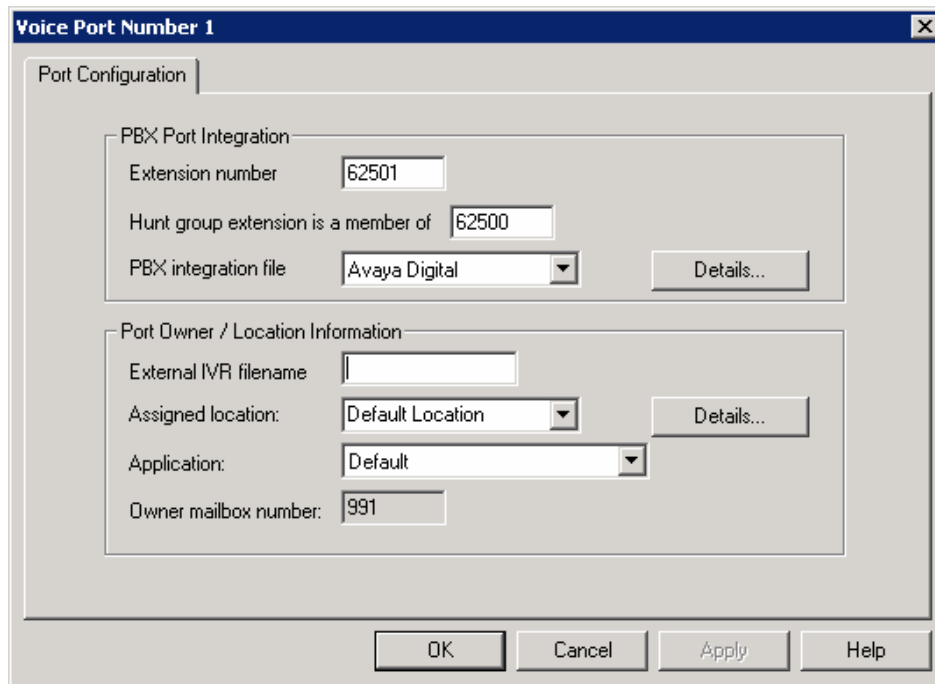 Voice Port Number 1
Port Configuration
PBX Port Integration
Extension number 62501
Hunt group extension is a member of 62500
PBX integration file Avaya Digital Details...
Port Owner / Location Information
External IVR filename
Assigned location: Default Location Details...
Application: Default
Owner mailbox number: 991
OK Cancel Apply Help